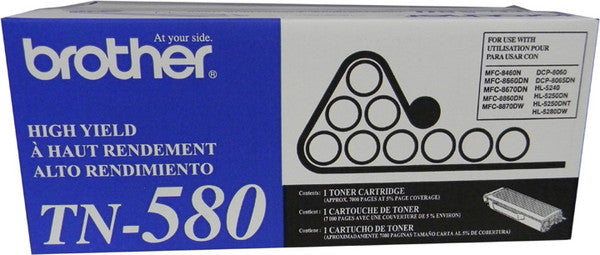 At your side.
brother®
HIGH YIELD
À HAUT RENDEMENT
ALTO RENDIMIENTO
TN-580
FOR USE WITH
UTILISATION POUR
PARA USAR CON
MFC-8460N DCP-8060
MFC-8660DN DCP-8065DN
MFC-8670DN HL-5240
MFC-8860DN HL-5250DN
MFC-8870DW HL-5250DNT
HL-5280DW
Contents: 1 TONER CARTRIDGE
(APPROX. 7000 PAGES AT 5% PAGE COVERAGE)
Contient: 1 CARTOUCHE DE TONER
(7 000 PAGES AVEC UNE COUVERTURE DE 5 % ENVIRON)
Contiene: 1 CARTUCHO DE TONER
(APROXIMADAMENTE 7000 PAGINAS TAMAÑO CARTA AL 5% DE COBERTURA)